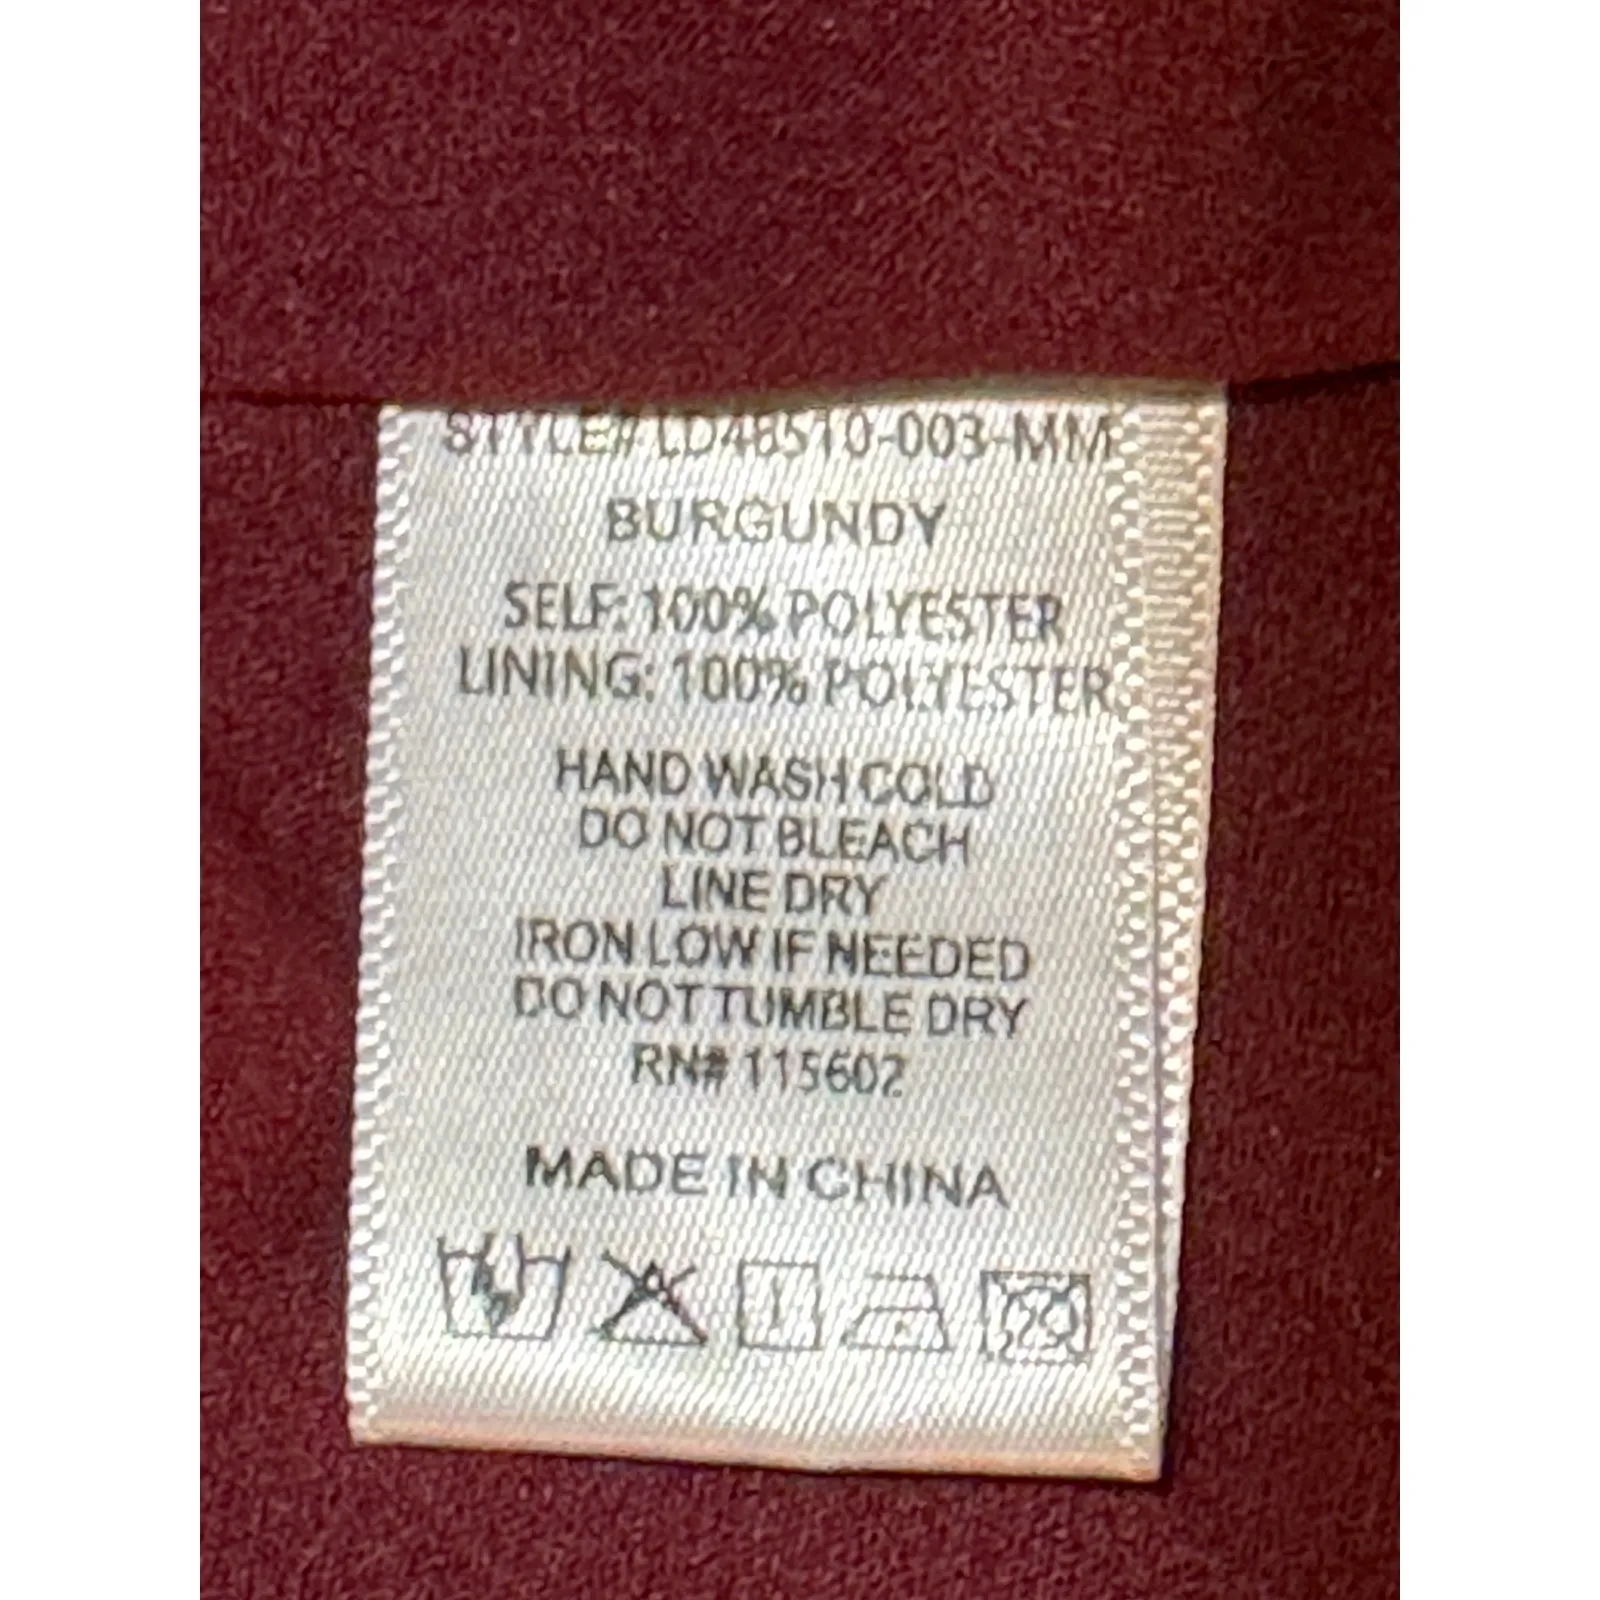 STYLE# LD48510-003-MM
BURGUNDY
SELF: 100% POLYESTER
LINING: 100% POLYESTER
HAND WASH COLD
DO NOT BLEACH
LINE DRY
IRON LOW IF NEEDED
DO NOT TUMBLE DRY
RN# 115602
MADE IN CHINA